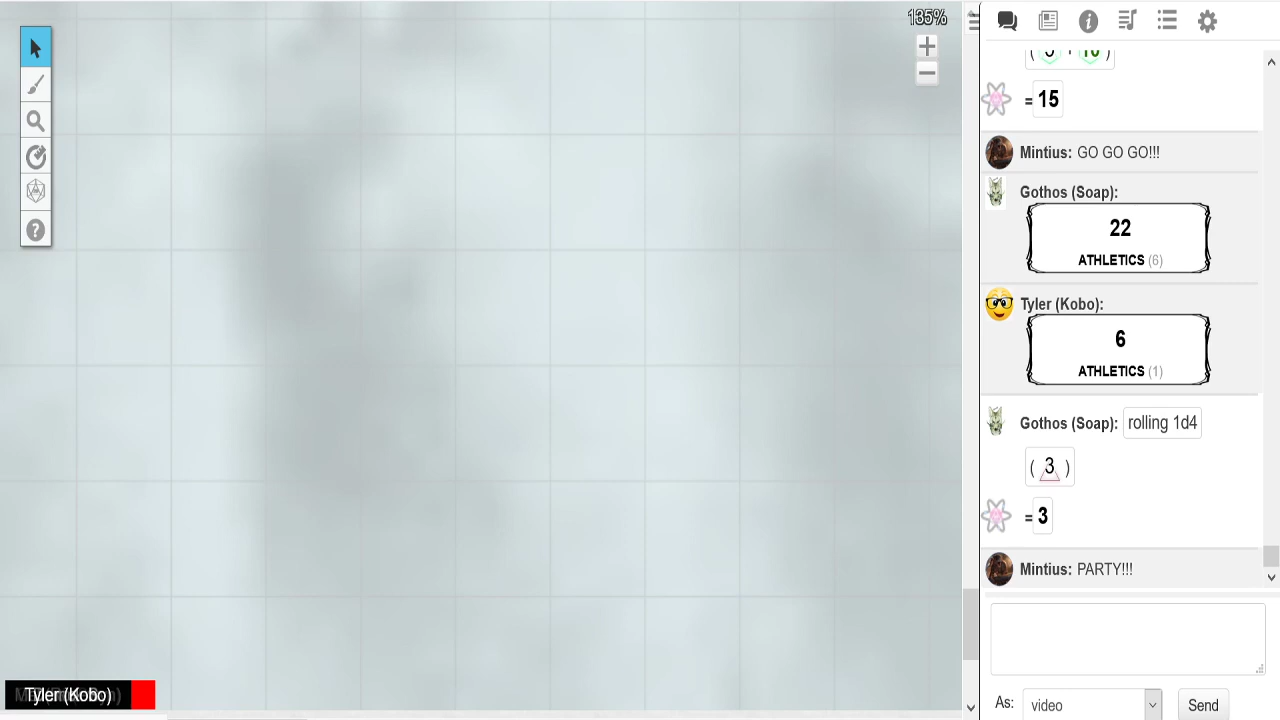 135%
= 15
Mintius: GO GO GO!!!
Gothos (Soap):
22
ATHLETICS (6)
Tyler (Kobo):
6
ATHLETICS (1)
Gothos (Soap): rolling 1d4
( 3 )
= 3
Mintius: PARTY!!!
As: video Send
Tyler (Kobo)